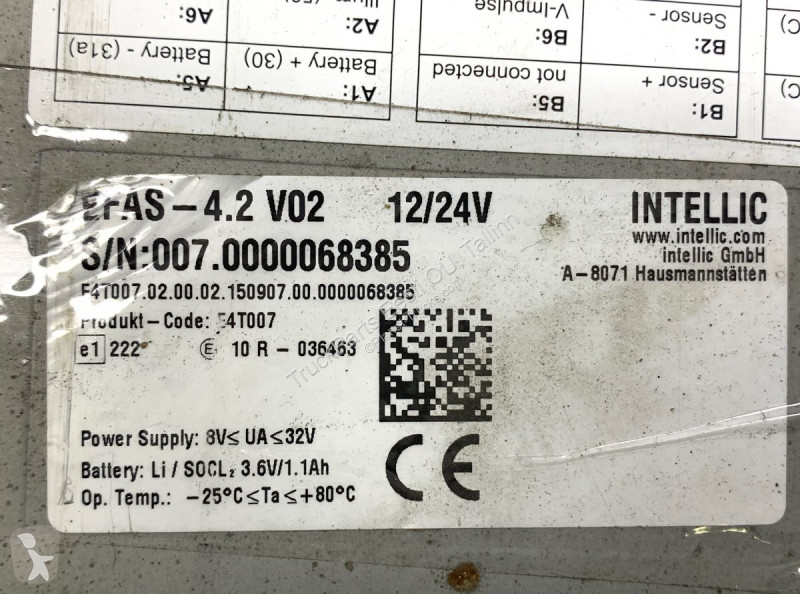 A6:
A2:
V-Impulse
B6:
Sensor -
B2:
Battery - (31a)
A5:
Battery + (30)
A1:
not connected
B5:
Sensor +
B1:
EFAS-4.2 V02 12/24V INTELLIC
www.intellic.com
S/N:007.0000068385
intellic GmbH
A-8071 Hausmannstätten
F4T007.02.00.02.150907.00.0000068385
Produkt-Code: F4T007
e1 222 E 10 R - 036463
Power Supply: 8V≤ UA≤32V
Battery: Li / SOCL₂ 3.6V/1.1Ah
Op. Temp.: -25°C≤Ta≤+80°C
CE